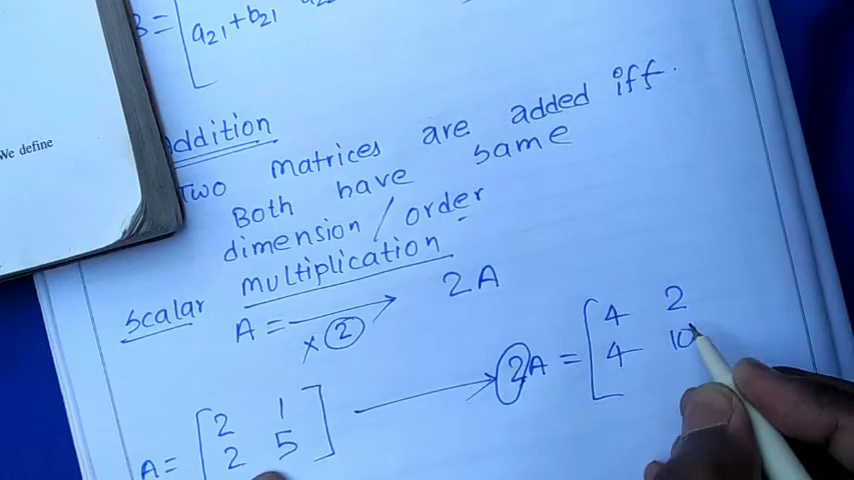 B = [
a21+b21
We define
ddition
Two matrices are added iff.
Both have same
dimension / order
Scalar multiplication
A = × 2 → 2A
A = [ 2 1
2 5 ] → 2A = [ 4 2
4 10